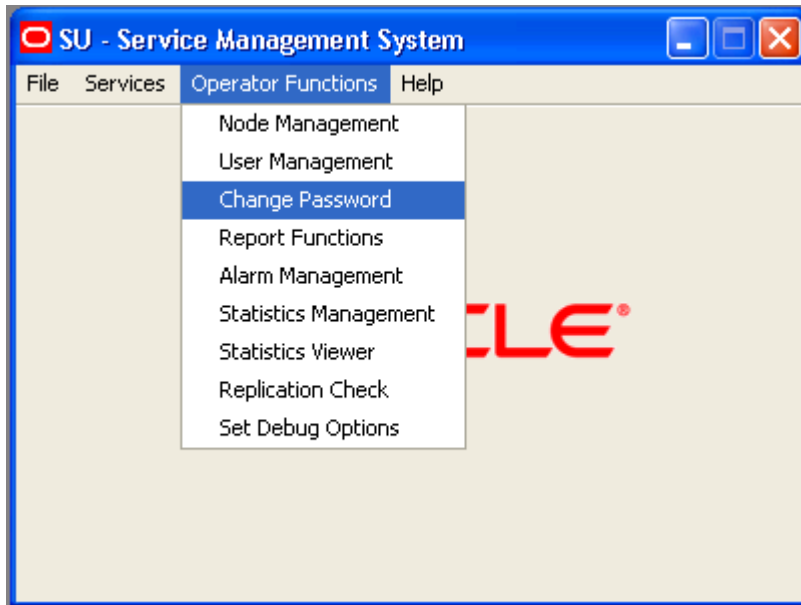 SU - Service Management System
File Services Operator Functions Help
Node Management
User Management
Change Password
Report Functions
Alarm Management
Statistics Management
Statistics Viewer
Replication Check
Set Debug Options
CLE®